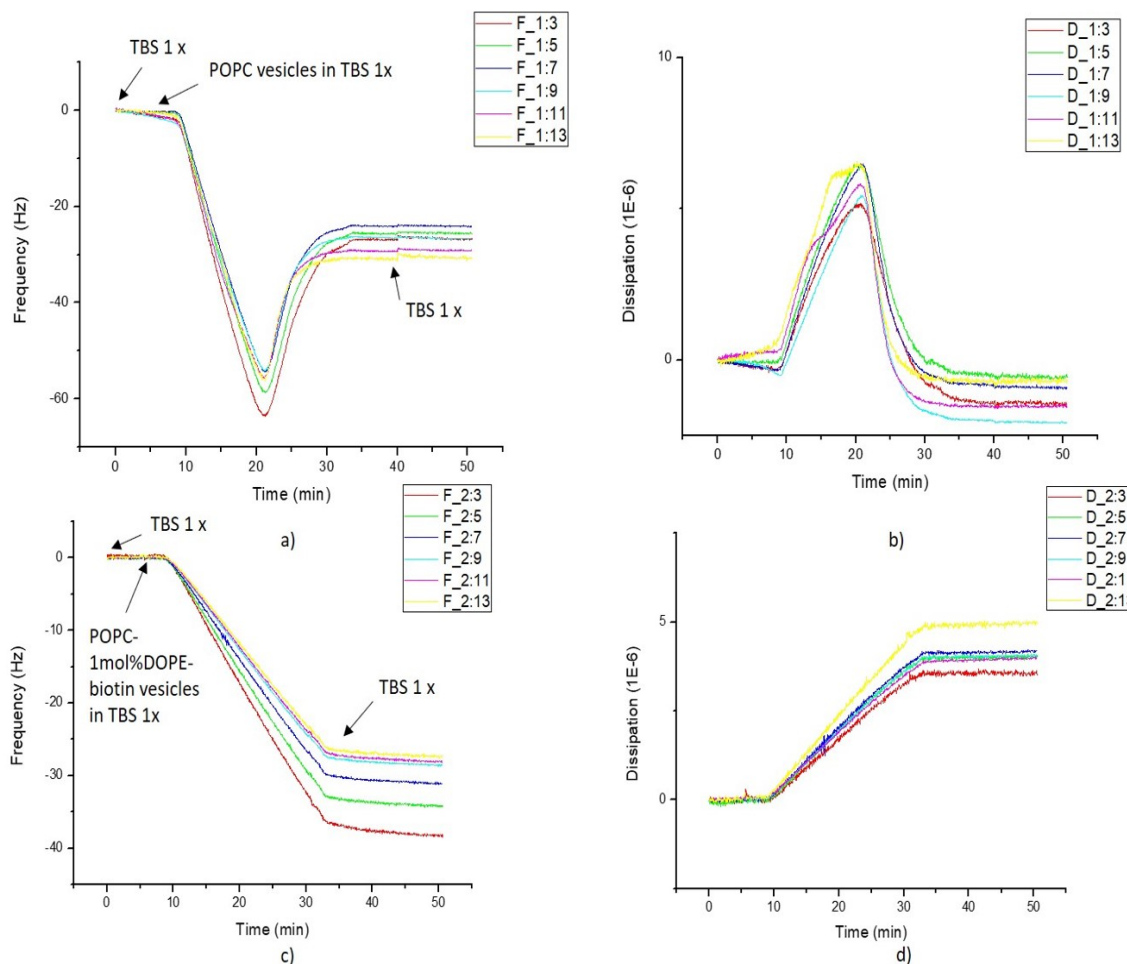 F_1:3
F_1:5
F_1:7
F_1:9
F_1:11
F_1:13
TBS 1 x
POPC vesicles in TBS 1x
0
-20
-40
-60
Frequency (Hz)
TBS 1 x
0
10
20
30
40
50
Time (min)
a)
D_1:3
D_1:5
D_1:7
D_1:9
D_1:11
D_1:13
10
5
0
Dissipation (1E-6)
0
10
20
30
40
50
Time (min)
b)
F_2:3
F_2:5
F_2:7
F_2:9
F_2:11
F_2:13
TBS 1 x
POPC-
1mol%DOPE-
biotin vesicles
in TBS 1x
TBS 1 x
0
-10
-20
-30
-40
Frequency (Hz)
0
10
20
30
40
50
Time (min)
c)
D_2:3
D_2:5
D_2:7
D_2:9
D_2:1
D_2:1
5
0
Dissipation (1E-6)
0
10
20
30
40
50
Time (min)
d)